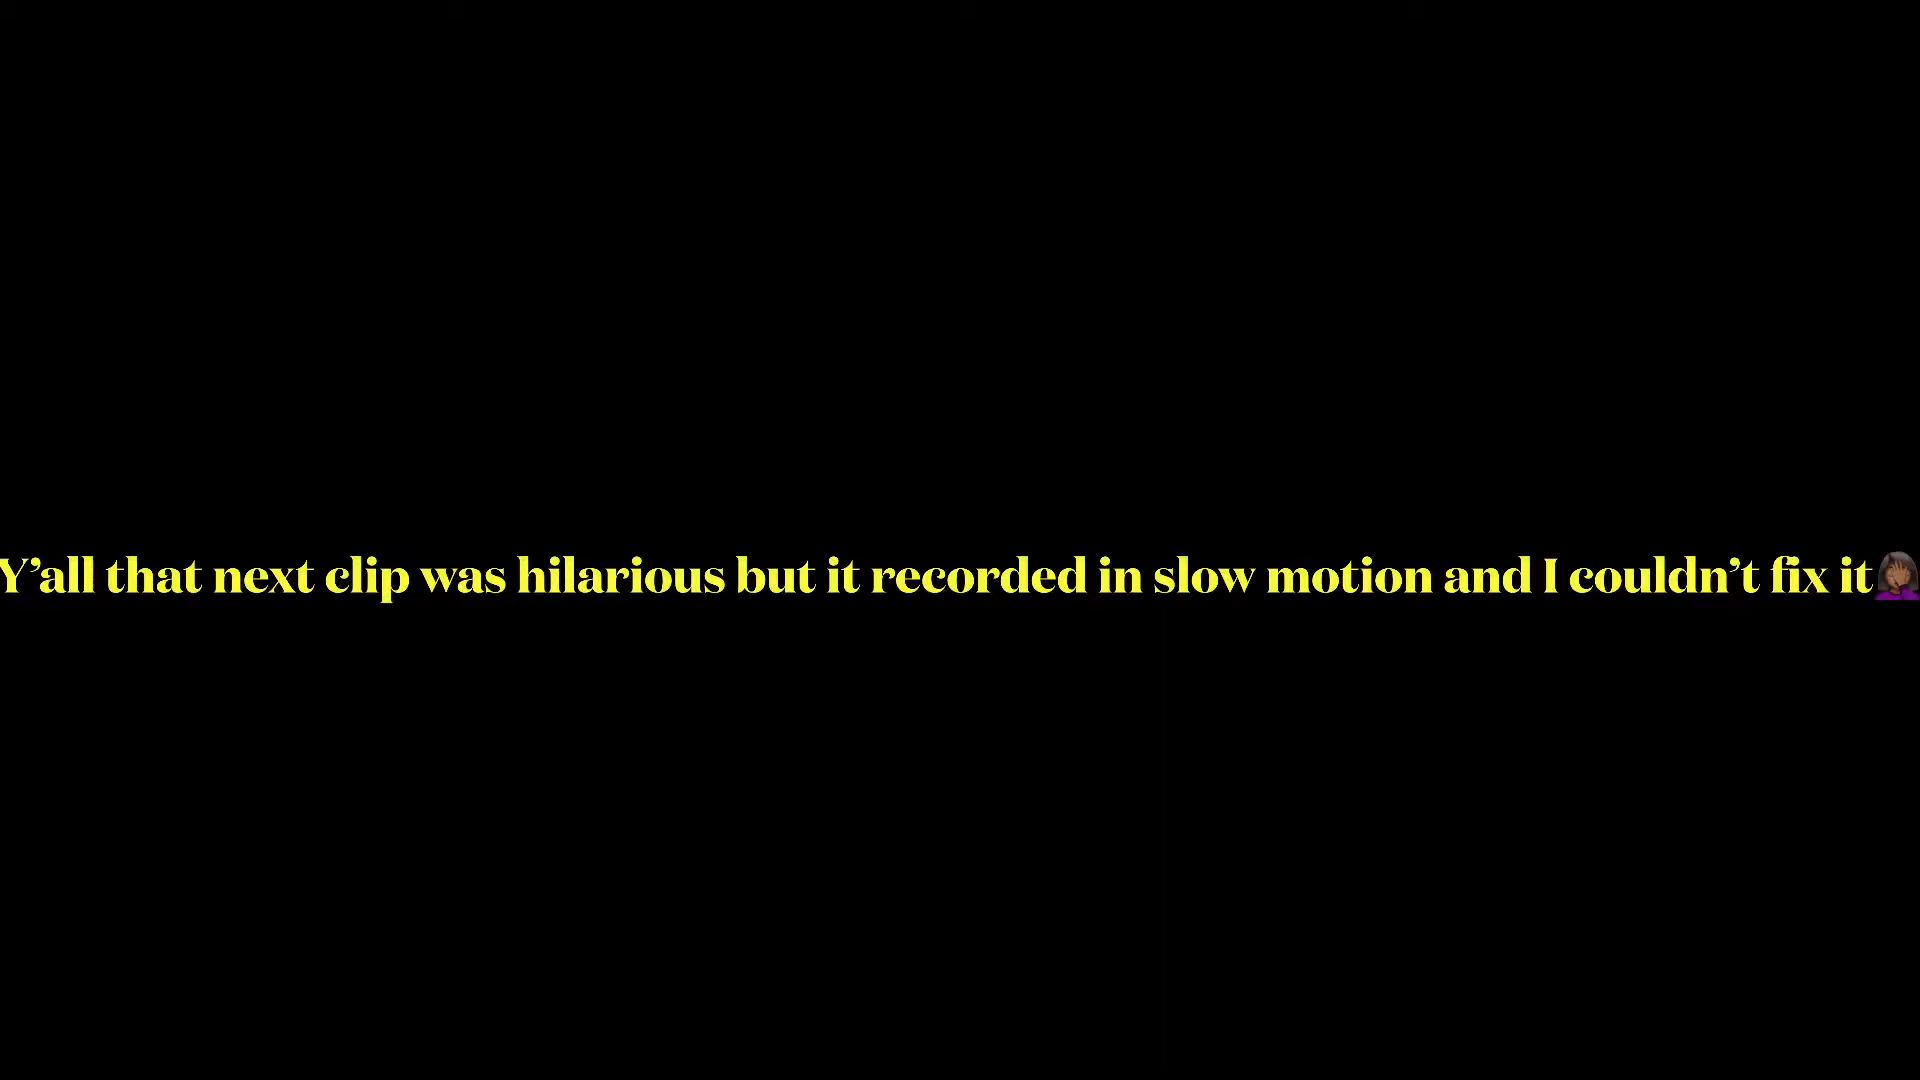 Y’all that next clip was hilarious but it recorded in slow motion and I couldn’t fix it🤦🏾‍♀️